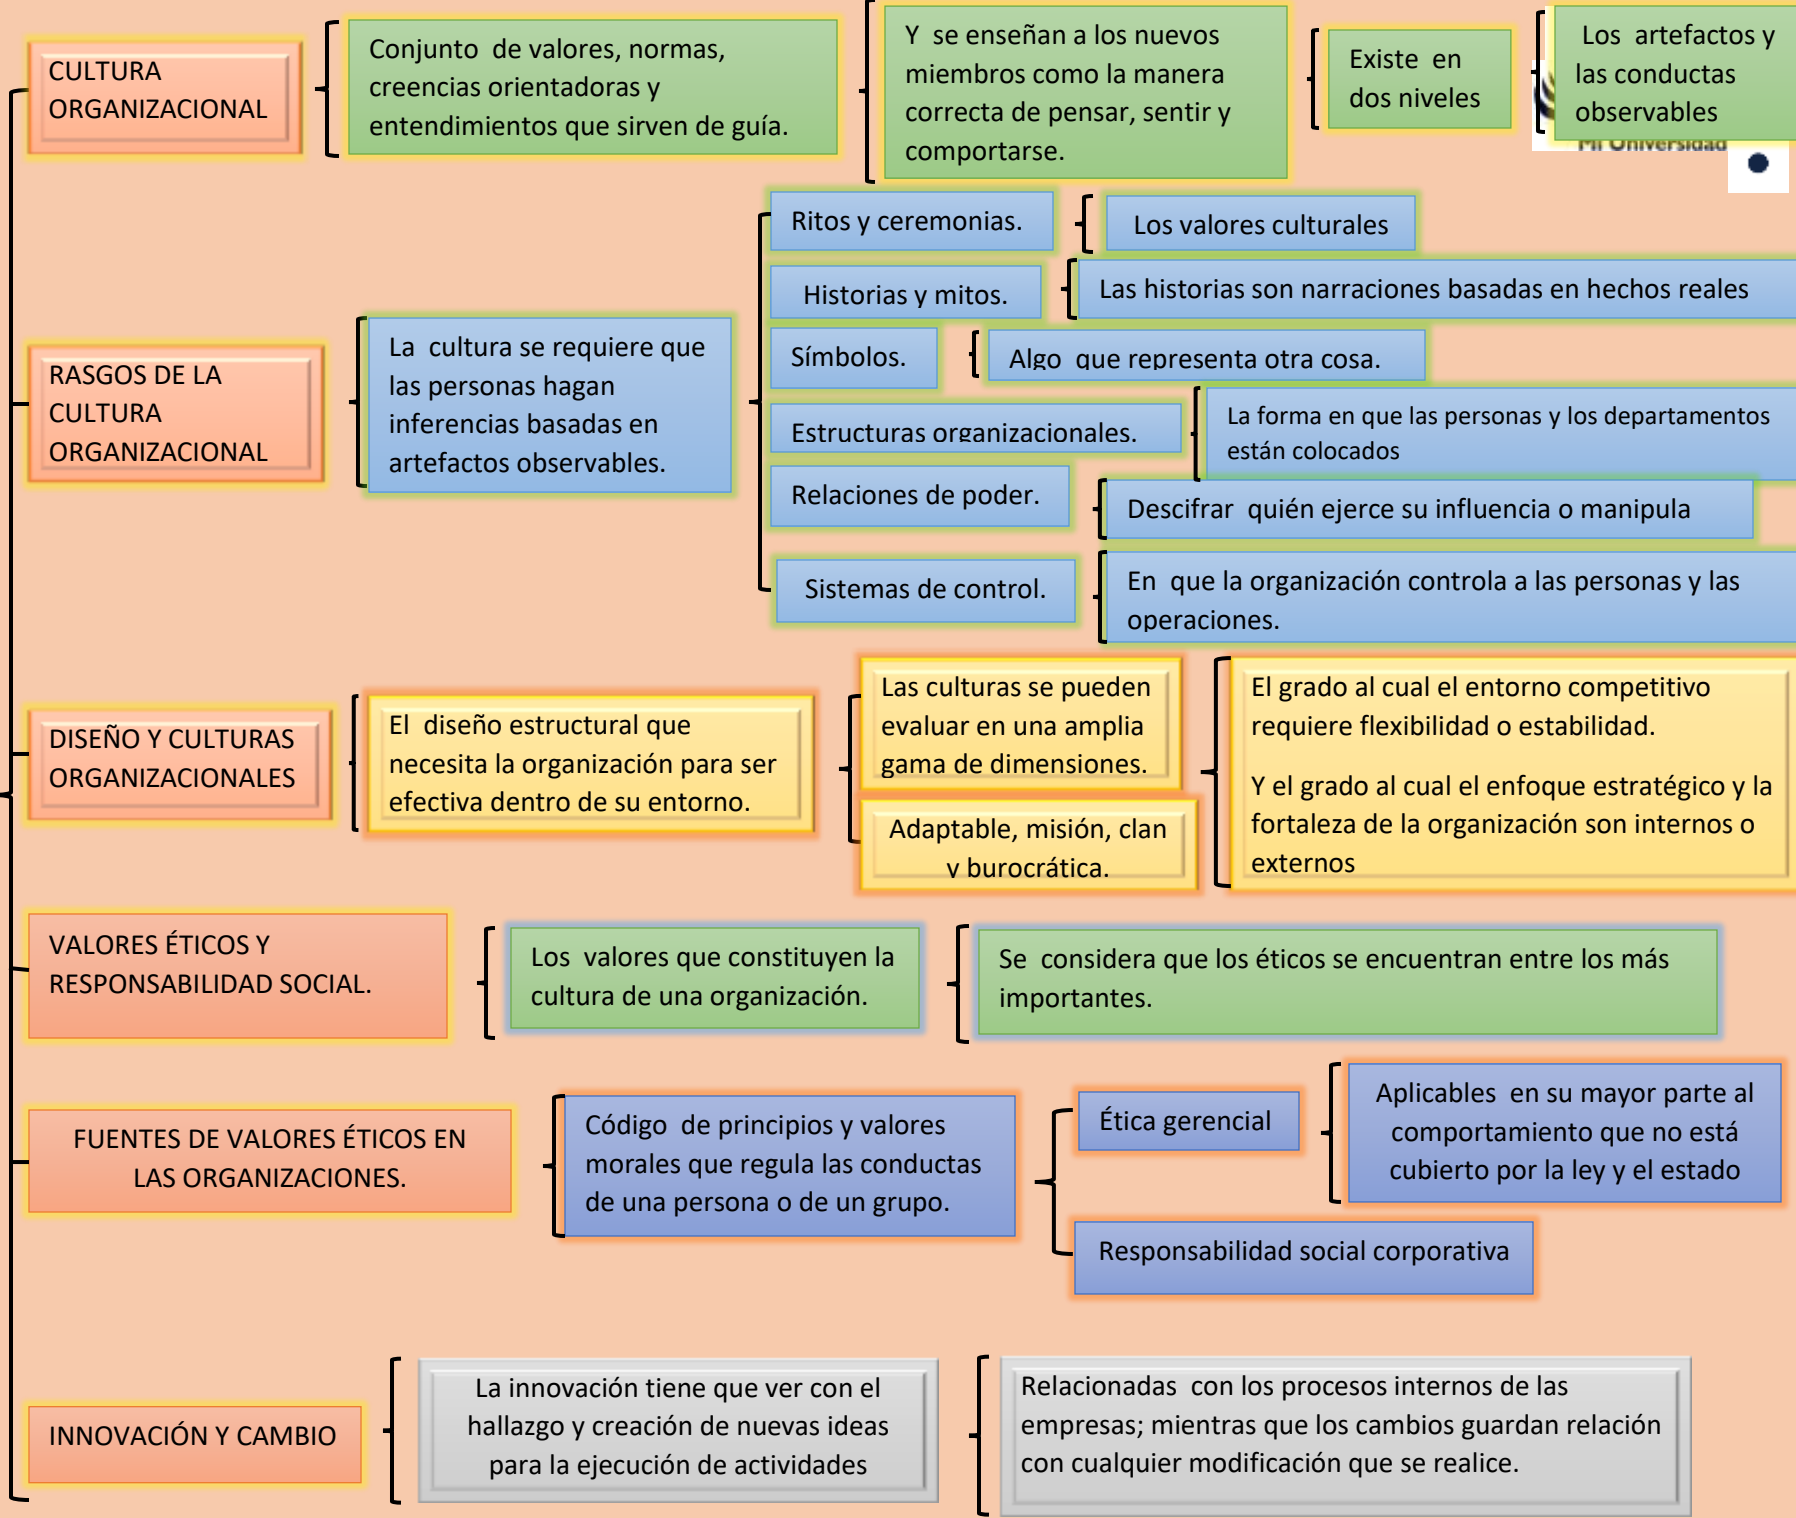 CULTURA
ORGANIZACIONAL
Conjunto de valores, normas,
creencias orientadoras y
entendimientos que sirven de guía.
Y se enseñan a los nuevos
miembros como la manera
correcta de pensar, sentir y
comportarse.
Existe en
dos niveles
Los artefactos y
las conductas
observables
Mi Universidad
RASGOS DE LA
CULTURA
ORGANIZACIONAL
La cultura se requiere que
las personas hagan
inferencias basadas en
artefactos observables.
Ritos y ceremonias.
Los valores culturales
Historias y mitos.
Las historias son narraciones basadas en hechos reales
Símbolos.
Algo que representa otra cosa.
Estructuras organizacionales.
La forma en que las personas y los departamentos
están colocados
Relaciones de poder.
Descifrar quién ejerce su influencia o manipula
Sistemas de control.
En que la organización controla a las personas y las
operaciones.
DISEÑO Y CULTURAS
ORGANIZACIONALES
El diseño estructural que
necesita la organización para ser
efectiva dentro de su entorno.
Las culturas se pueden
evaluar en una amplia
gama de dimensiones.
Adaptable, misión, clan
y burocrática.
El grado al cual el entorno competitivo
requiere flexibilidad o estabilidad.
Y el grado al cual el enfoque estratégico y la
fortaleza de la organización son internos o
externos
VALORES ÉTICOS Y
RESPONSABILIDAD SOCIAL.
Los valores que constituyen la
cultura de una organización.
Se considera que los éticos se encuentran entre los más
importantes.
FUENTES DE VALORES ÉTICOS EN
LAS ORGANIZACIONES.
Código de principios y valores
morales que regula las conductas
de una persona o de un grupo.
Ética gerencial
Aplicables en su mayor parte al
comportamiento que no está
cubierto por la ley y el estado
Responsabilidad social corporativa
INNOVACIÓN Y CAMBIO
La innovación tiene que ver con el
hallazgo y creación de nuevas ideas
para la ejecución de actividades
Relacionadas con los procesos internos de las
empresas; mientras que los cambios guardan relación
con cualquier modificación que se realice.